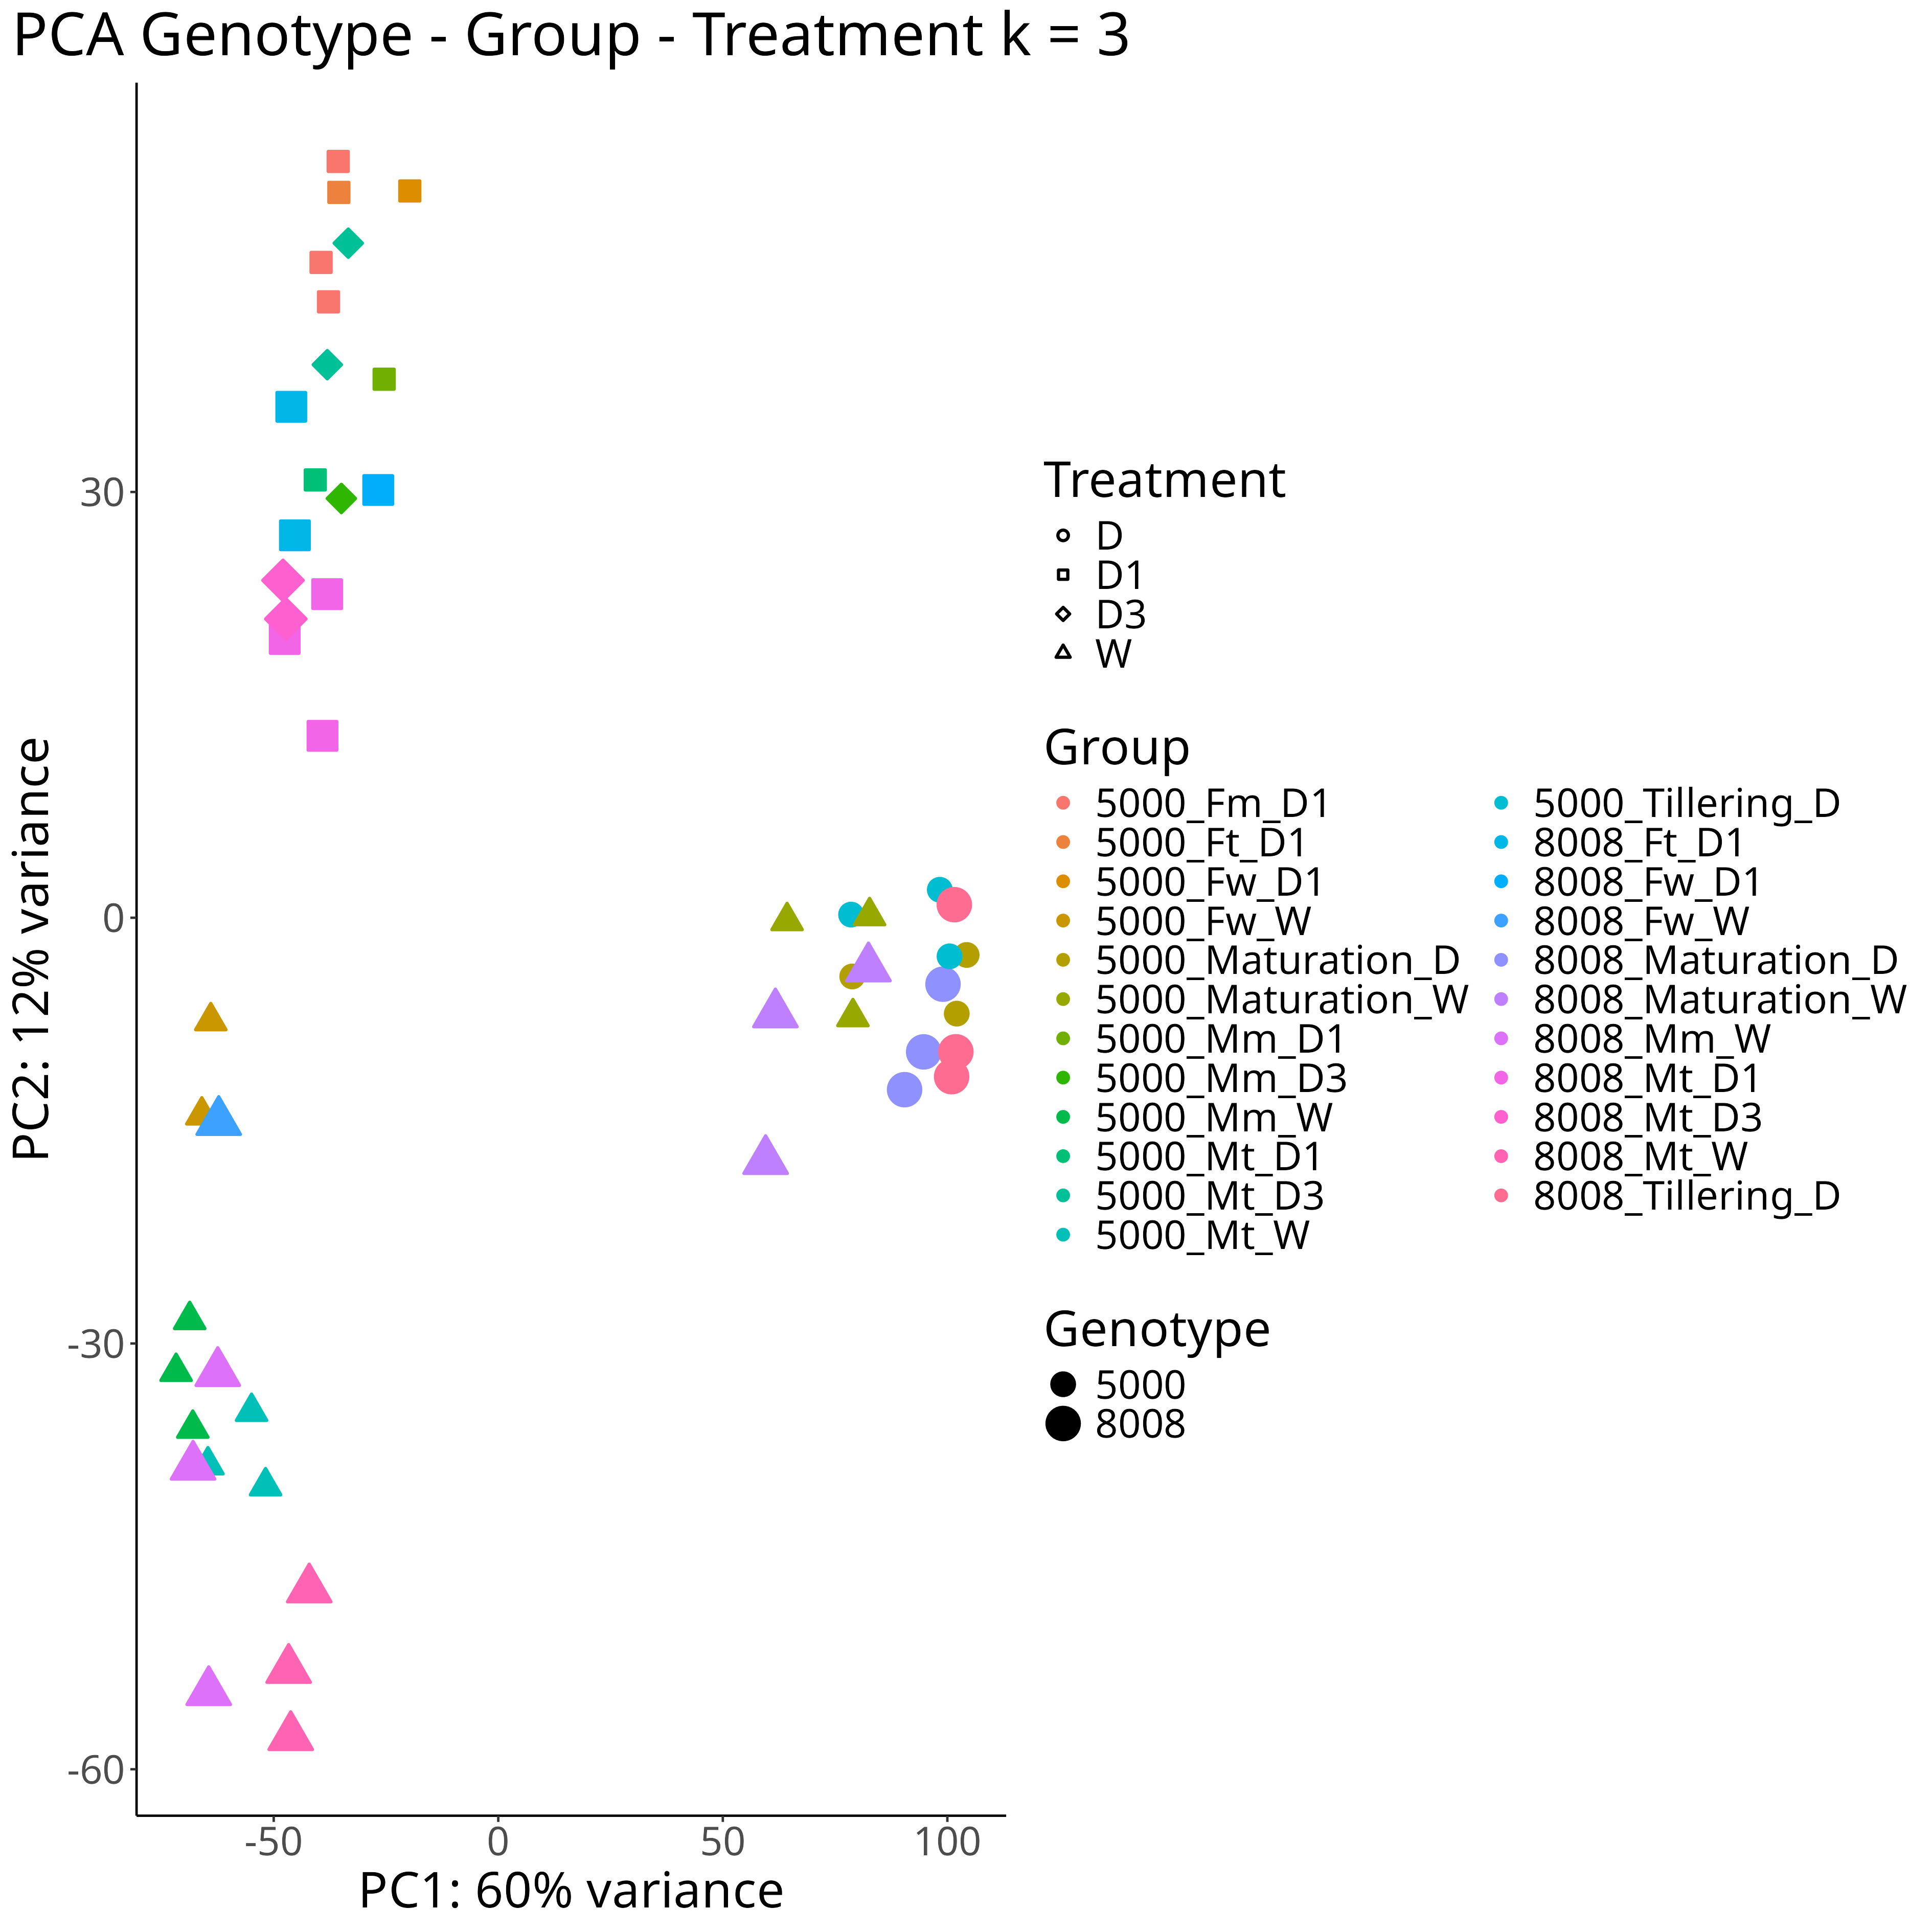 PCA Genotype - Group - Treatment k = 3
PC2: 12% variance
30
0
-30
-60
-50
0
50
100
PC1: 60% variance
Treatment
D
D1
D3
W
Group
5000_Fm_D1
5000_Ft_D1
5000_Fw_D1
5000_Fw_W
5000_Maturation_D
5000_Maturation_W
5000_Mm_D1
5000_Mm_D3
5000_Mm_W
5000_Mt_D1
5000_Mt_D3
5000_Mt_W
5000_Tillering_D
8008_Ft_D1
8008_Fw_D1
8008_Fw_W
8008_Maturation_D
8008_Maturation_W
8008_Mm_W
8008_Mt_D1
8008_Mt_D3
8008_Mt_W
8008_Tillering_D
Genotype
5000
8008